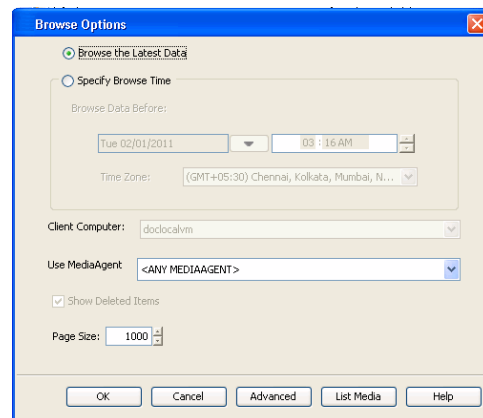 Browse Options
Browse the Latest Data
Specify Browse Time
Browse Data Before:
Tue 02/01/2011 03 : 16 AM
Time Zone: (GMT+05:30) Chennai, Kolkata, Mumbai, N...
Client Computer: doclocalvm
Use MediaAgent <ANY MEDIAAGENT>
Show Deleted Items
Page Size: 1000
OK Cancel Advanced List Media Help